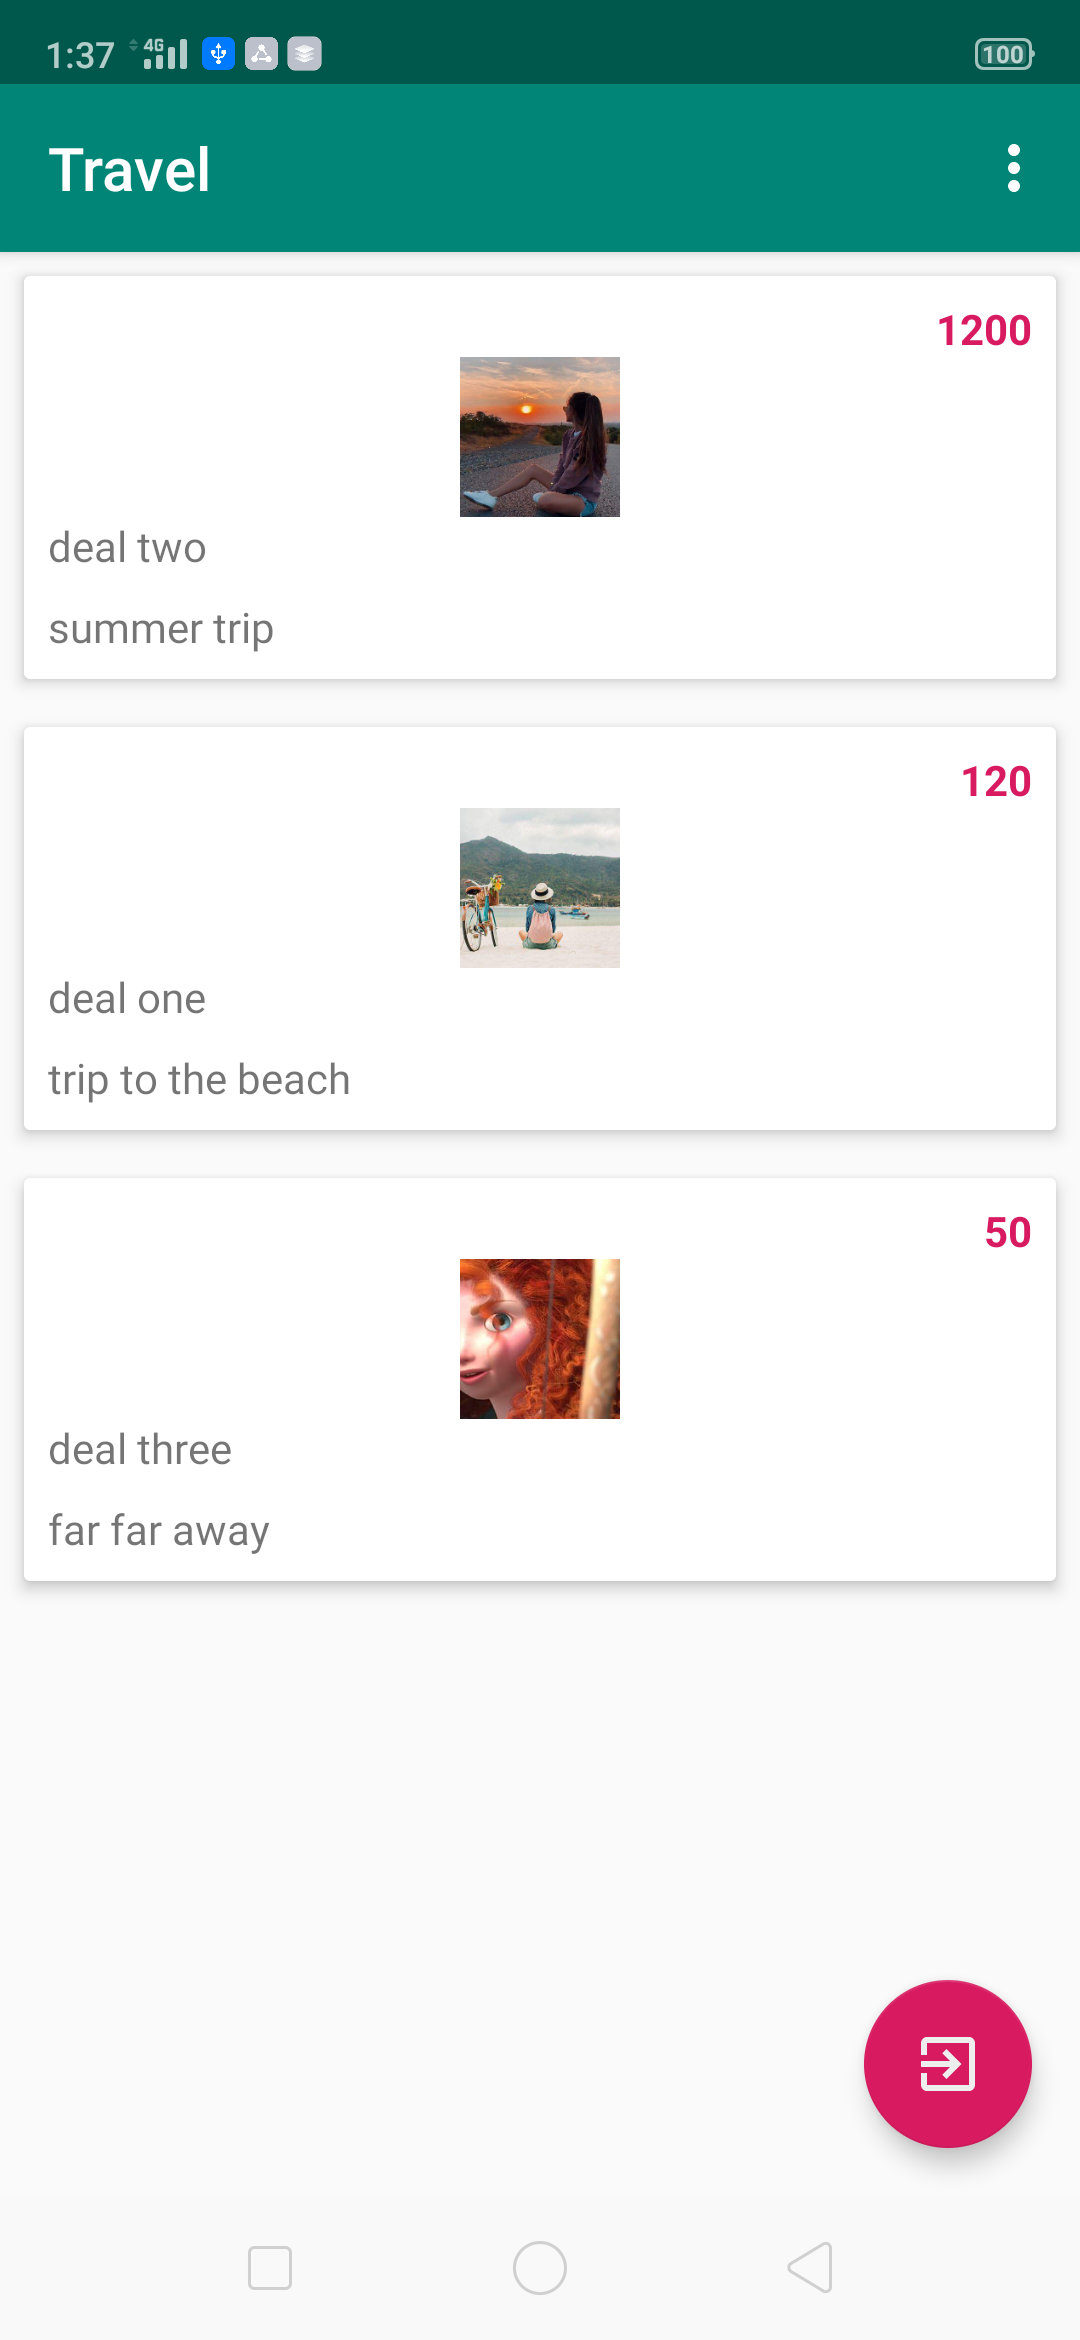 1:37 4G 100
Travel
1200
deal two
summer trip
120
deal one
trip to the beach
50
deal three
far far away